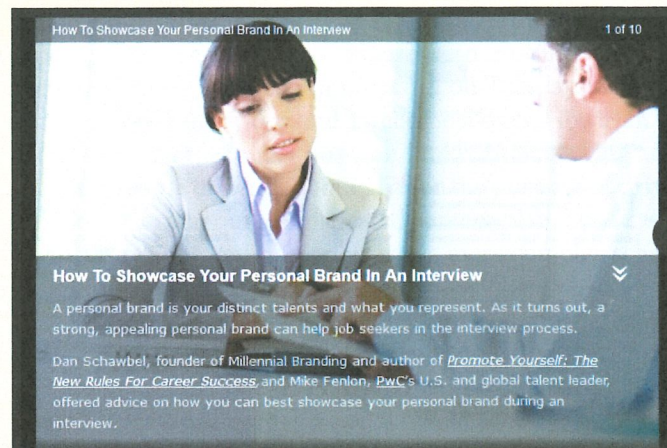 How To Showcase Your Personal Brand In An Interview
1 of 10
How To Showcase Your Personal Brand In An Interview
A personal brand is your distinct talents and what you represent. As it turns out, a
strong, appealing personal brand can help job seekers in the interview process.
Dan Schawbel, founder of Millennial Branding and author of Promote Yourself: The
New Rules For Career Success, and Mike Fenlon, PwC's U.S. and global talent leader,
offered advice on how you can best showcase your personal brand during an
interview.